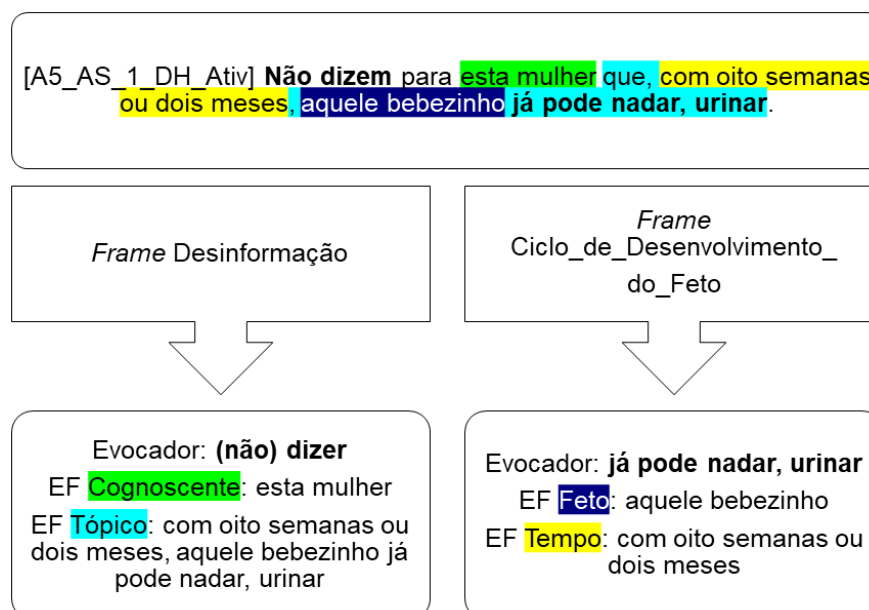 [A5_AS_1_DH_Ativ] Não dizem para esta mulher que, com oito semanas
ou dois meses, aquele bebezinho já pode nadar, urinar.
Frame Desinformação
Frame
Ciclo_de_Desenvolvimento_
do_Feto
Evocador: (não) dizer
EF Cognoscente: esta mulher
EF Tópico: com oito semanas ou
dois meses, aquele bebezinho já
pode nadar, urinar
Evocador: já pode nadar, urinar
EF Feto: aquele bebezinho
EF Tempo: com oito semanas ou
dois meses